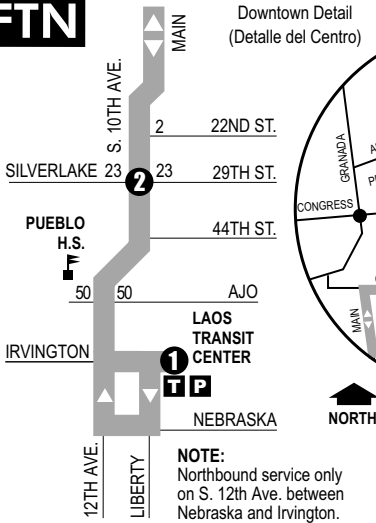 FTN
Downtown Detail
(Detalle del Centro)
MAIN
S. 10TH AVE.
2
22ND ST.
GRANADA
SILVERLAKE 23
2
23
29TH ST.
CONGRESS
PUEBLO
H.S.
44TH ST.
50
50
AJO
MAIN
LAOS
TRANSIT
CENTER
IRVINGTON
1
T P
NORTH
NEBRASKA
12TH AVE.
LIBERTY
NOTE:
Northbound service only
on S. 12th Ave. between
Nebraska and Irvington.